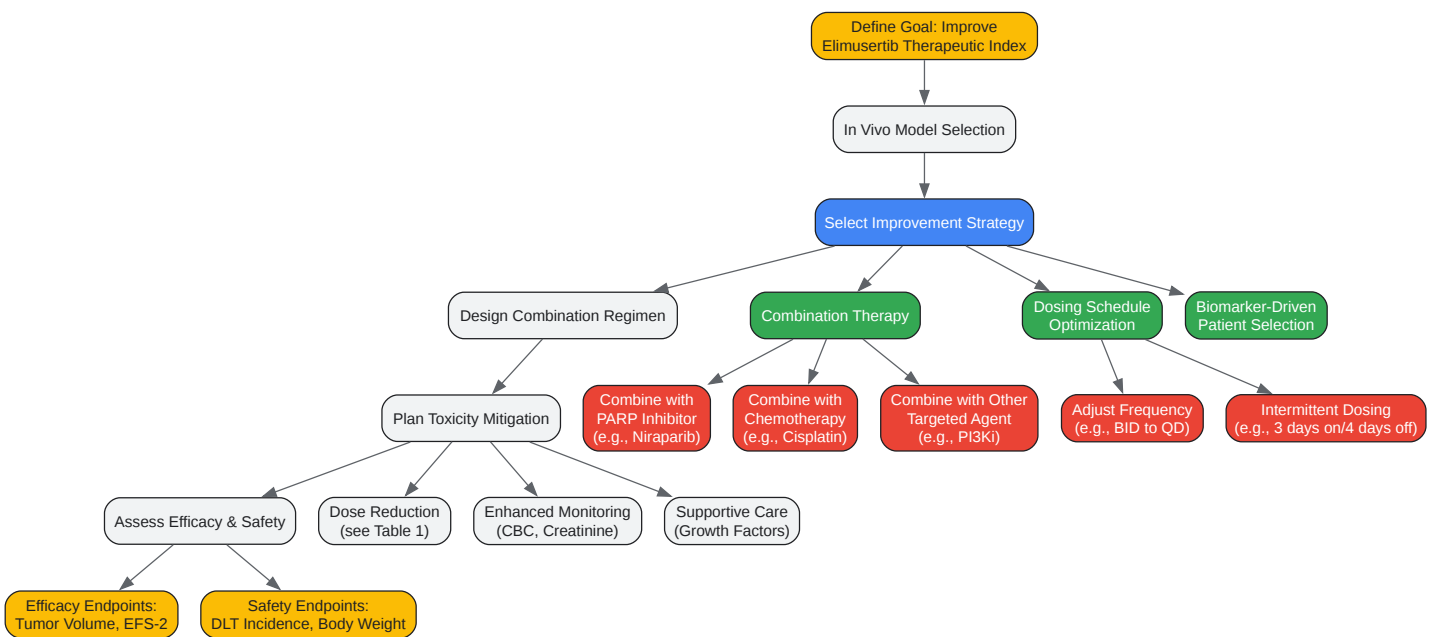 Define Goal: Improve
Elimusertib Therapeutic Index
In Vivo Model Selection
Select Improvement Strategy
Design Combination Regimen
Combination Therapy
Dosing Schedule
Optimization
Biomarker-Driven
Patient Selection
Plan Toxicity Mitigation
Combine with
PARP Inhibitor
(e.g., Niraparib)
Combine with
Chemotherapy
(e.g., Cisplatin)
Combine with Other
Targeted Agent
(e.g., PI3Ki)
Adjust Frequency
(e.g., BID to QD)
Intermittent Dosing
(e.g., 3 days on/4 days off)
Assess Efficacy & Safety
Dose Reduction
(see Table 1)
Enhanced Monitoring
(CBC, Creatinine)
Supportive Care
(Growth Factors)
Efficacy Endpoints:
Tumor Volume, EFS-2
Safety Endpoints:
DLT Incidence, Body Weight